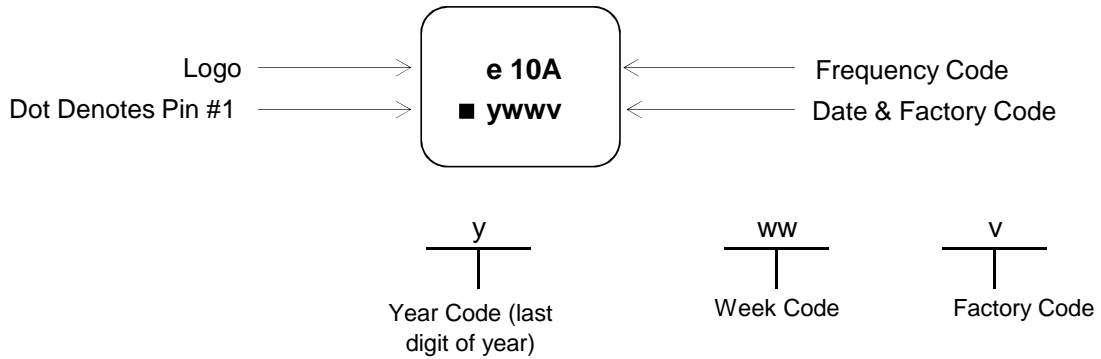 e 10A
Logo
Frequency Code
Dot Denotes Pin #1
■ ywwv
Date & Factory Code
y
ww
v
Year Code (last
digit of year)
Week Code
Factory Code